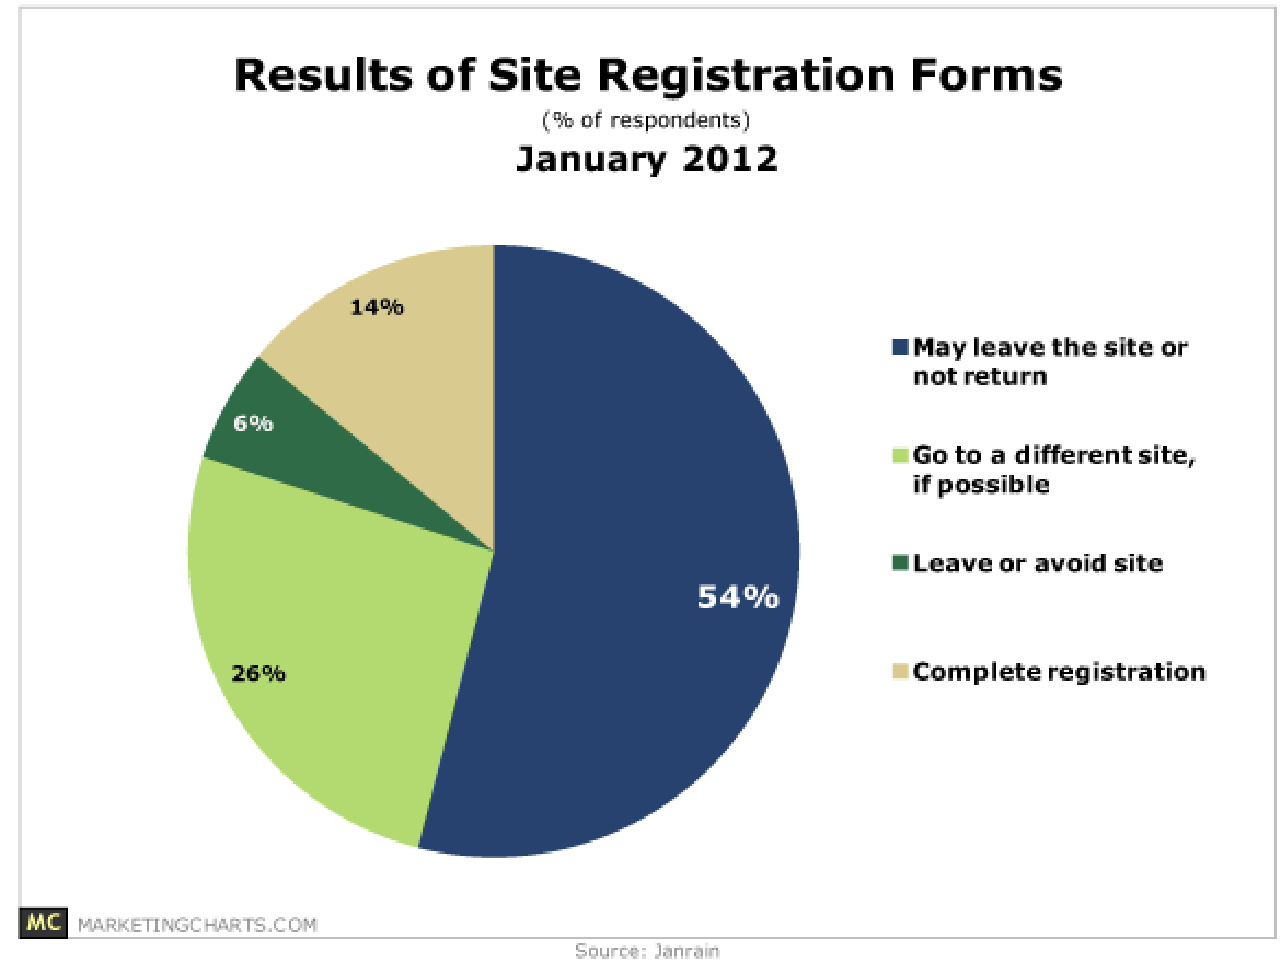 Results of Site Registration Forms
(% of respondents)
January 2012
14%
6%
54%
26%
May leave the site or
not return
Go to a different site,
if possible
Leave or avoid site
Complete registration
MC MARKETINGCHARTS.COM
Source: Janrain